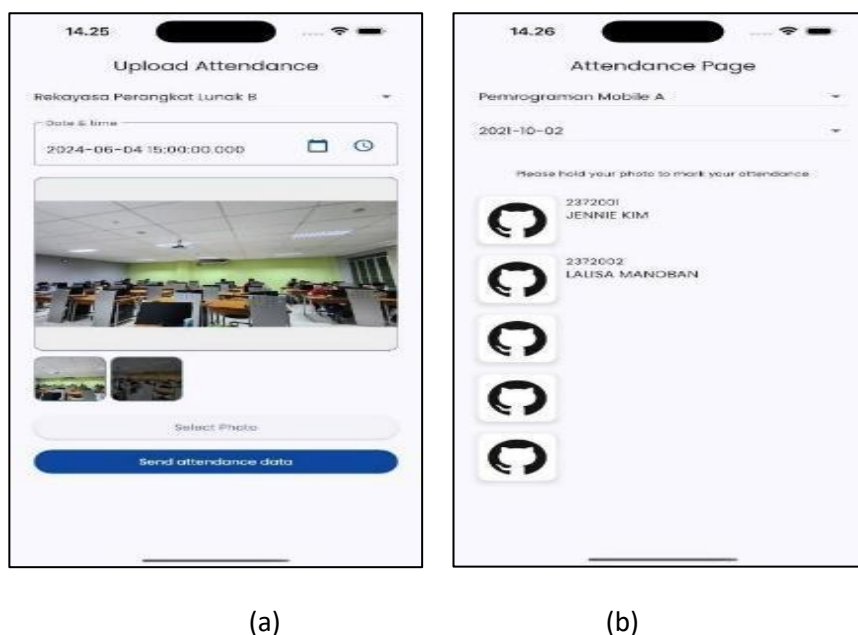 14.25
Upload Attendance
Rekayasa Perangkat Lunak B
Date & time
2024-06-04 15:00:00.000
Select Photo
Send attendance data
14.26
Attendance Page
Pemrograman Mobile A
2021-10-02
Please hold your photo to mark your attendance
2372001
JENNIE KIM
2372002
LALISA MANOBAN
(a)
(b)